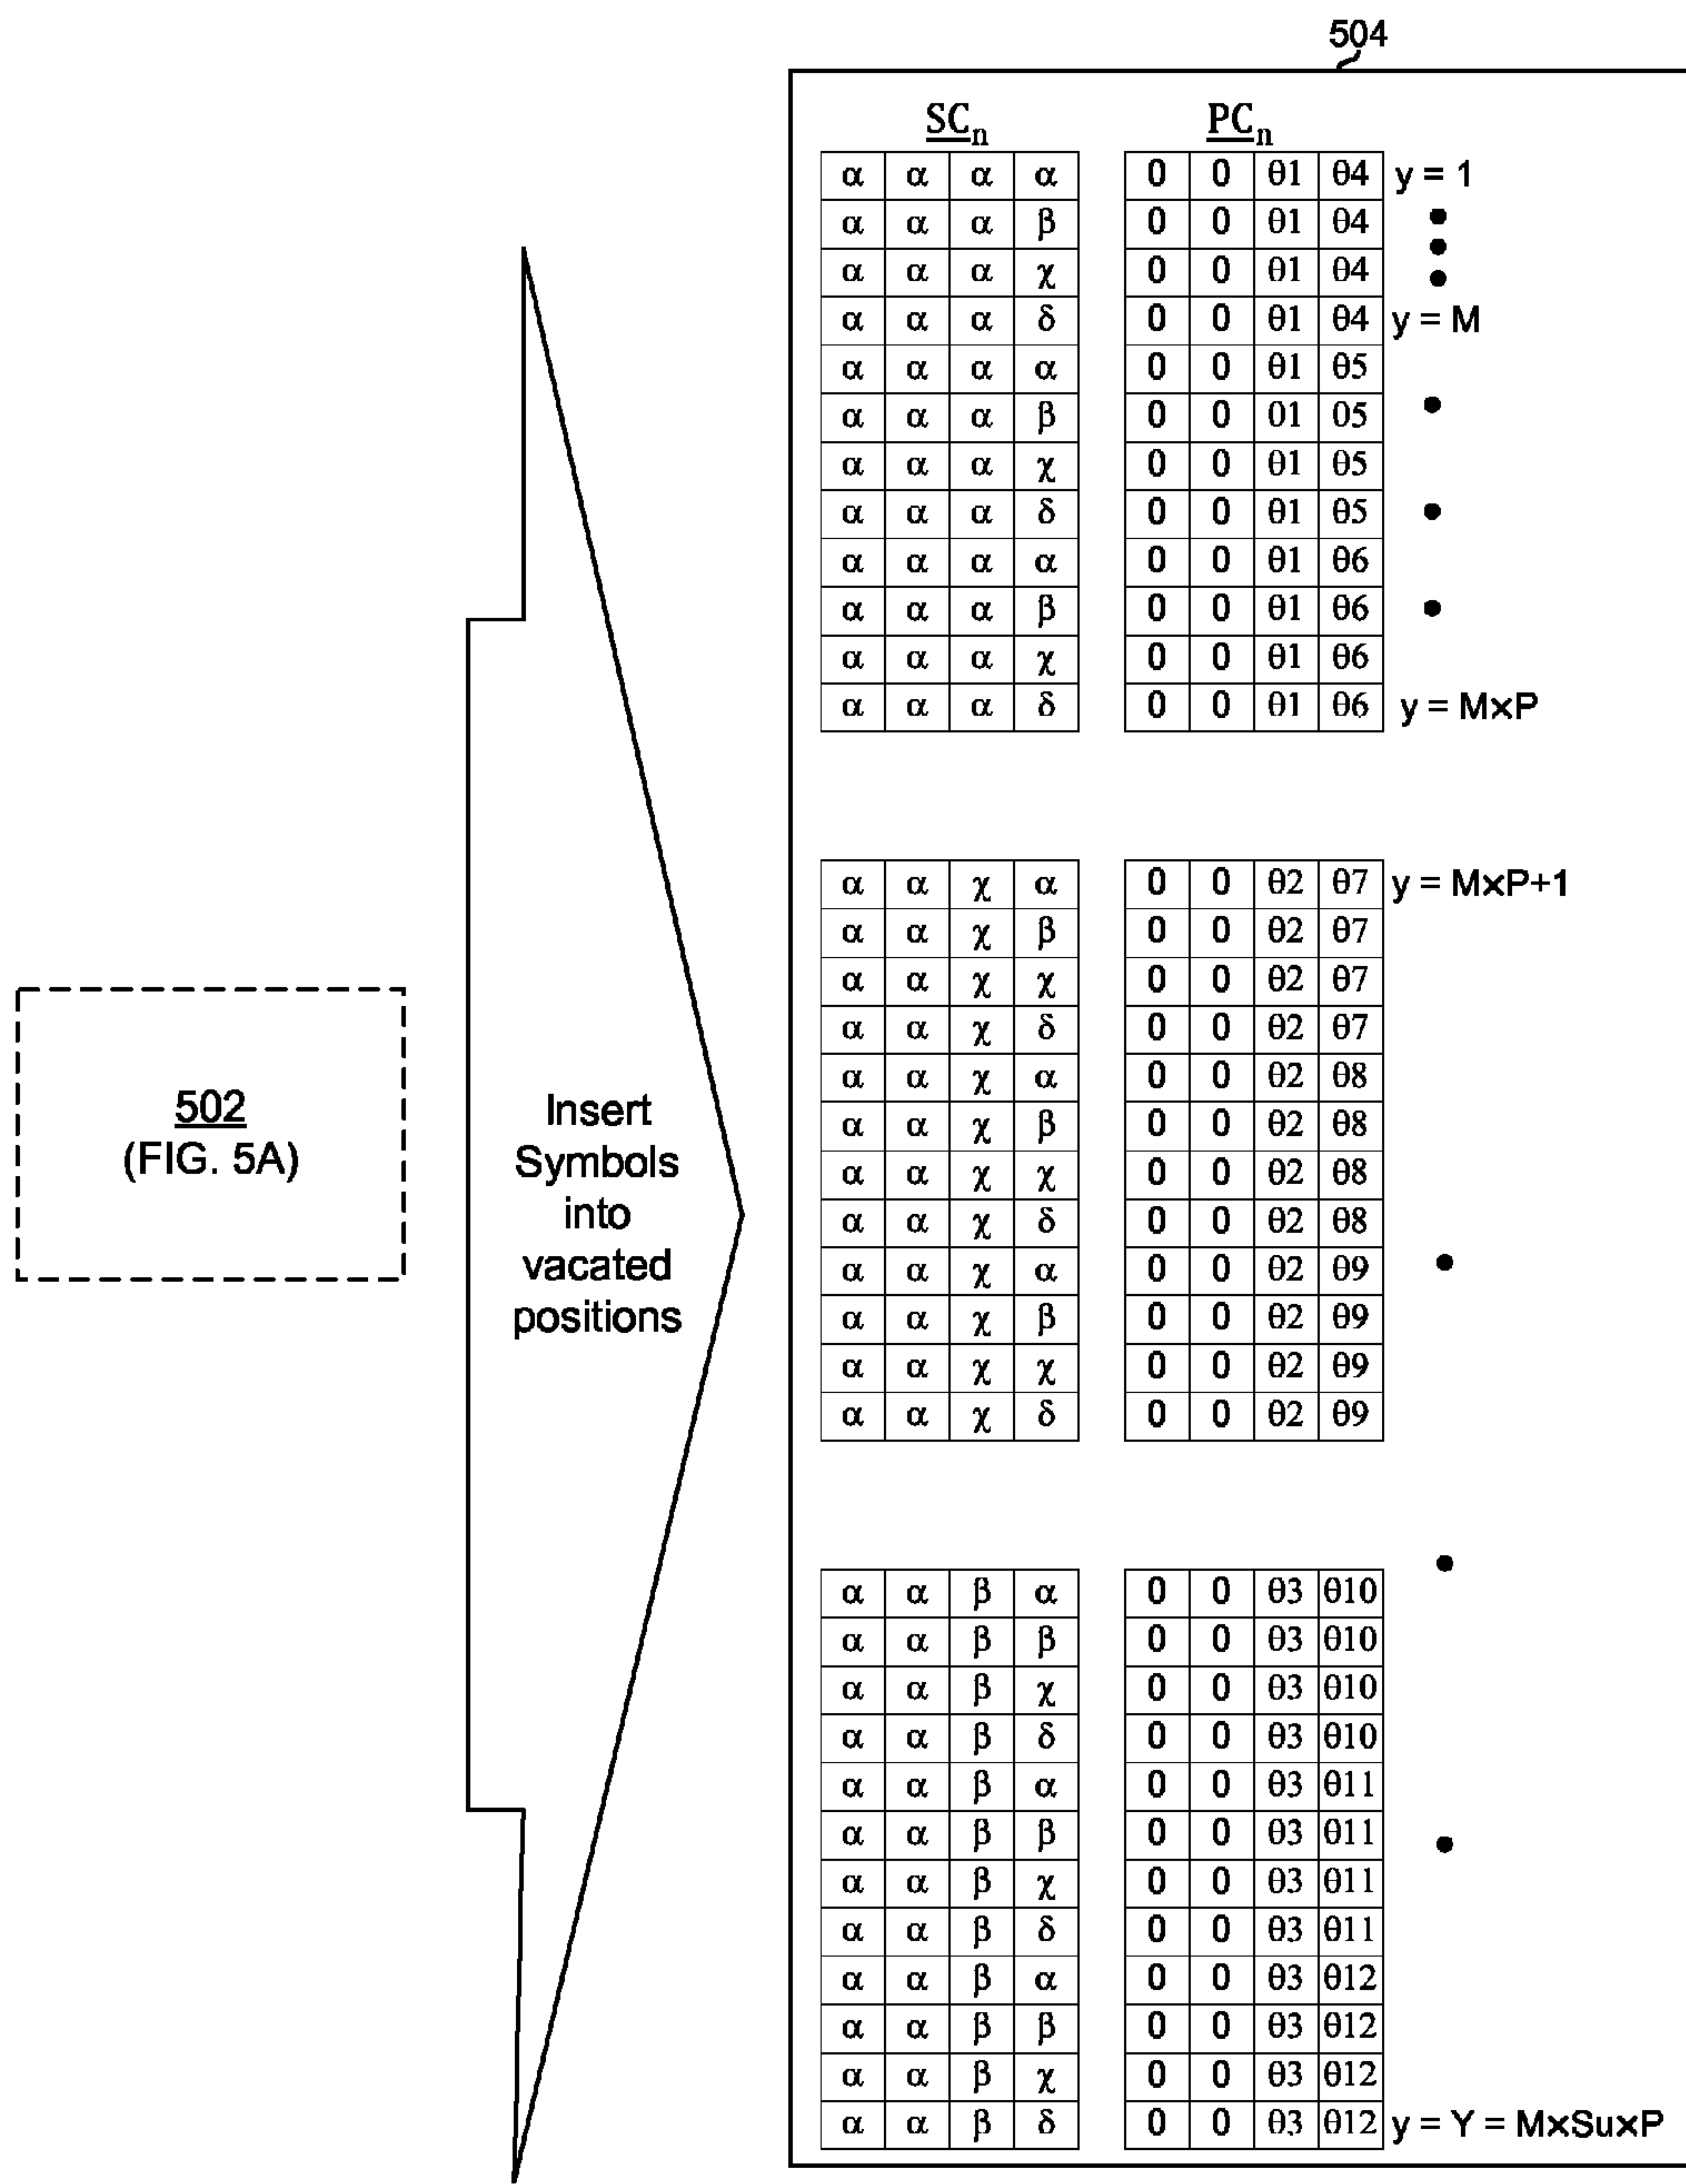 504
SCₙ PCₙ
α α α α 0 0 θ1 θ4 y = 1
α α α β 0 0 θ1 θ4
α α α χ 0 0 θ1 θ4
α α α δ 0 0 θ1 θ4 y = M
α α α α 0 0 θ1 θ5
α α α β 0 0 θ1 θ5
α α α χ 0 0 θ1 θ5
α α α δ 0 0 θ1 θ5
α α α α 0 0 θ1 θ6
α α α β 0 0 θ1 θ6
α α α χ 0 0 θ1 θ6
α α α δ 0 0 θ1 θ6 y = M×P
α α χ α 0 0 θ2 θ7 y = M×P+1
α α χ β 0 0 θ2 θ7
α α χ χ 0 0 θ2 θ7
α α χ δ 0 0 θ2 θ7
α α χ α 0 0 θ2 θ8
α α χ β 0 0 θ2 θ8
α α χ χ 0 0 θ2 θ8
α α χ δ 0 0 θ2 θ8
α α χ α 0 0 θ2 θ9
α α χ β 0 0 θ2 θ9
α α χ χ 0 0 θ2 θ9
α α χ δ 0 0 θ2 θ9
α α β α 0 0 θ3 θ10
α α β β 0 0 θ3 θ10
α α β χ 0 0 θ3 θ10
α α β δ 0 0 θ3 θ10
α α β α 0 0 θ3 θ11
α α β β 0 0 θ3 θ11
α α β χ 0 0 θ3 θ11
α α β δ 0 0 θ3 θ11
α α β α 0 0 θ3 θ12
α α β β 0 0 θ3 θ12
α α β χ 0 0 θ3 θ12
α α β δ 0 0 θ3 θ12 y = Y = M×Su×P
502
(FIG. 5A)
Insert
Symbols
into
vacated
positions